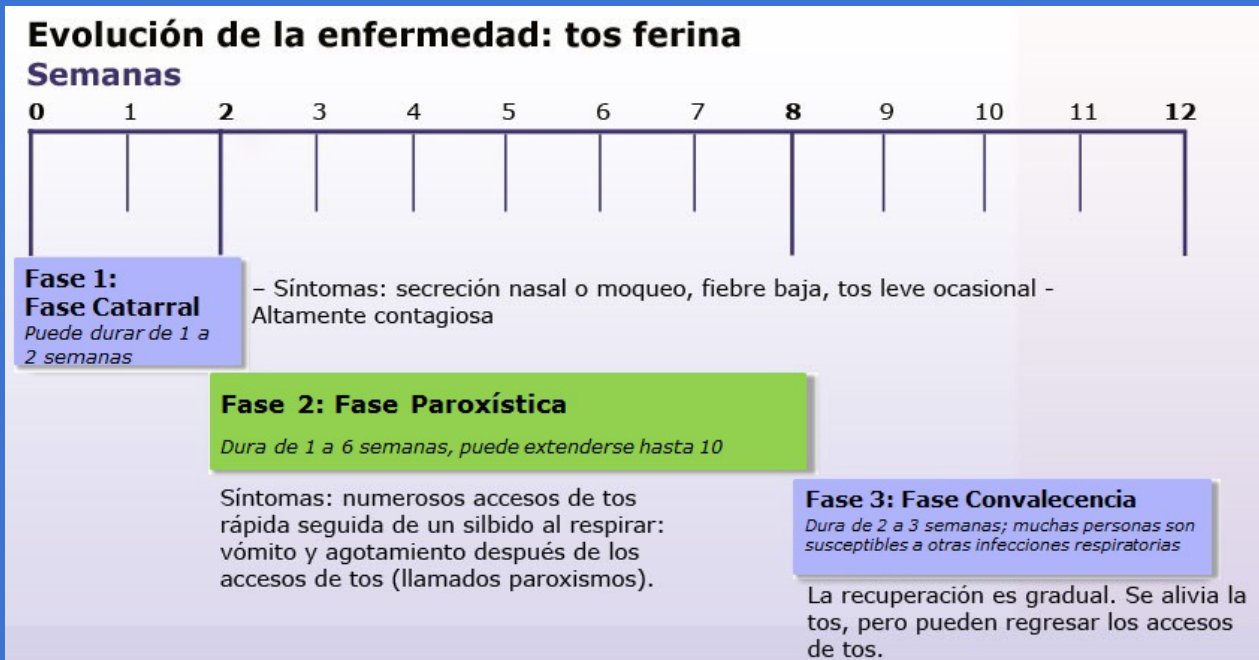 Evolución de la enfermedad: tos ferina
Semanas
0 1 2 3 4 5 6 7 8 9 10 11 12
Fase 1:
Fase Catarral
Puede durar de 1 a
2 semanas
– Síntomas: secreción nasal o moqueo, fiebre baja, tos leve ocasional -
Altamente contagiosa
Fase 2: Fase Paroxística
Dura de 1 a 6 semanas, puede extenderse hasta 10
Síntomas: numerosos accesos de tos
rápida seguida de un silbido al respirar:
vómito y agotamiento después de los
accesos de tos (llamados paroxismos).
Fase 3: Fase Convalecencia
Dura de 2 a 3 semanas; muchas personas son
susceptibles a otras infecciones respiratorias
La recuperación es gradual. Se alivia la
tos, pero pueden regresar los accesos
de tos.